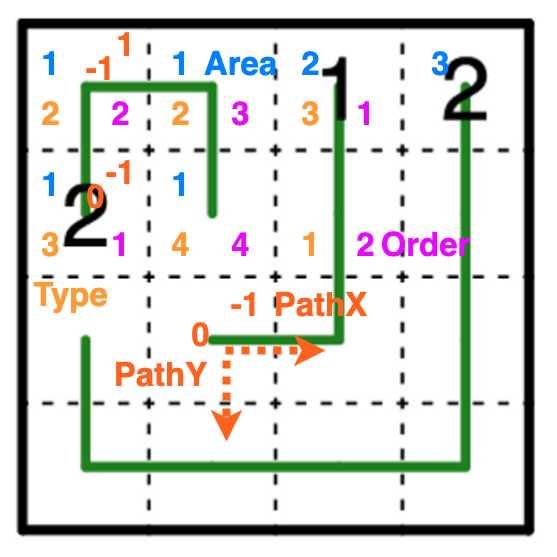 1
1 -1 1 Area 2 1 3 2
2 2 2 3 3 1
-1
1 0 1
2
3 1 4 4 1 2 Order
Type
-1 PathX
0
PathY